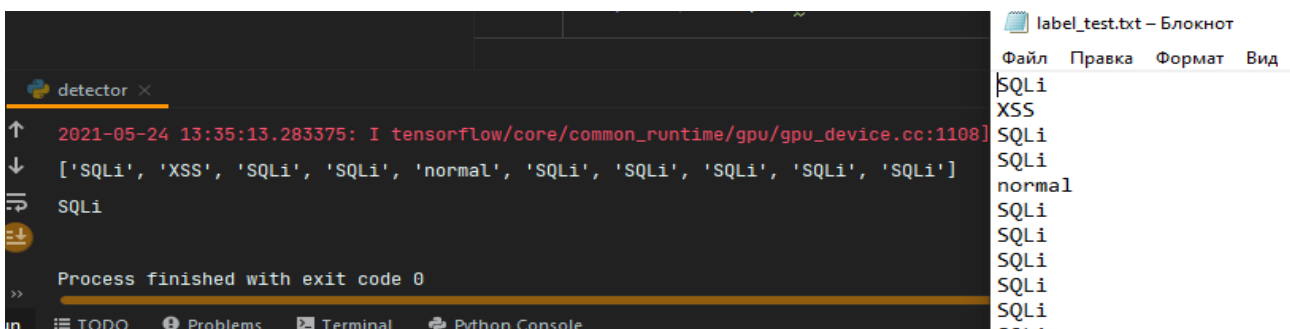 detector
2021-05-24 13:35:13.283375: I tensorflow/core/common_runtime/gpu/gpu_device.cc:1108]
['SQLi', 'XSS', 'SQLi', 'SQLi', 'normal', 'SQLi', 'SQLi', 'SQLi', 'SQLi', 'SQLi']
SQLi
Process finished with exit code 0
TODO Problems Terminal Python Console
label_test.txt – Блокнот
Файл Правка Формат Вид
SQLi
XSS
SQLi
SQLi
normal
SQLi
SQLi
SQLi
SQLi
SQLi